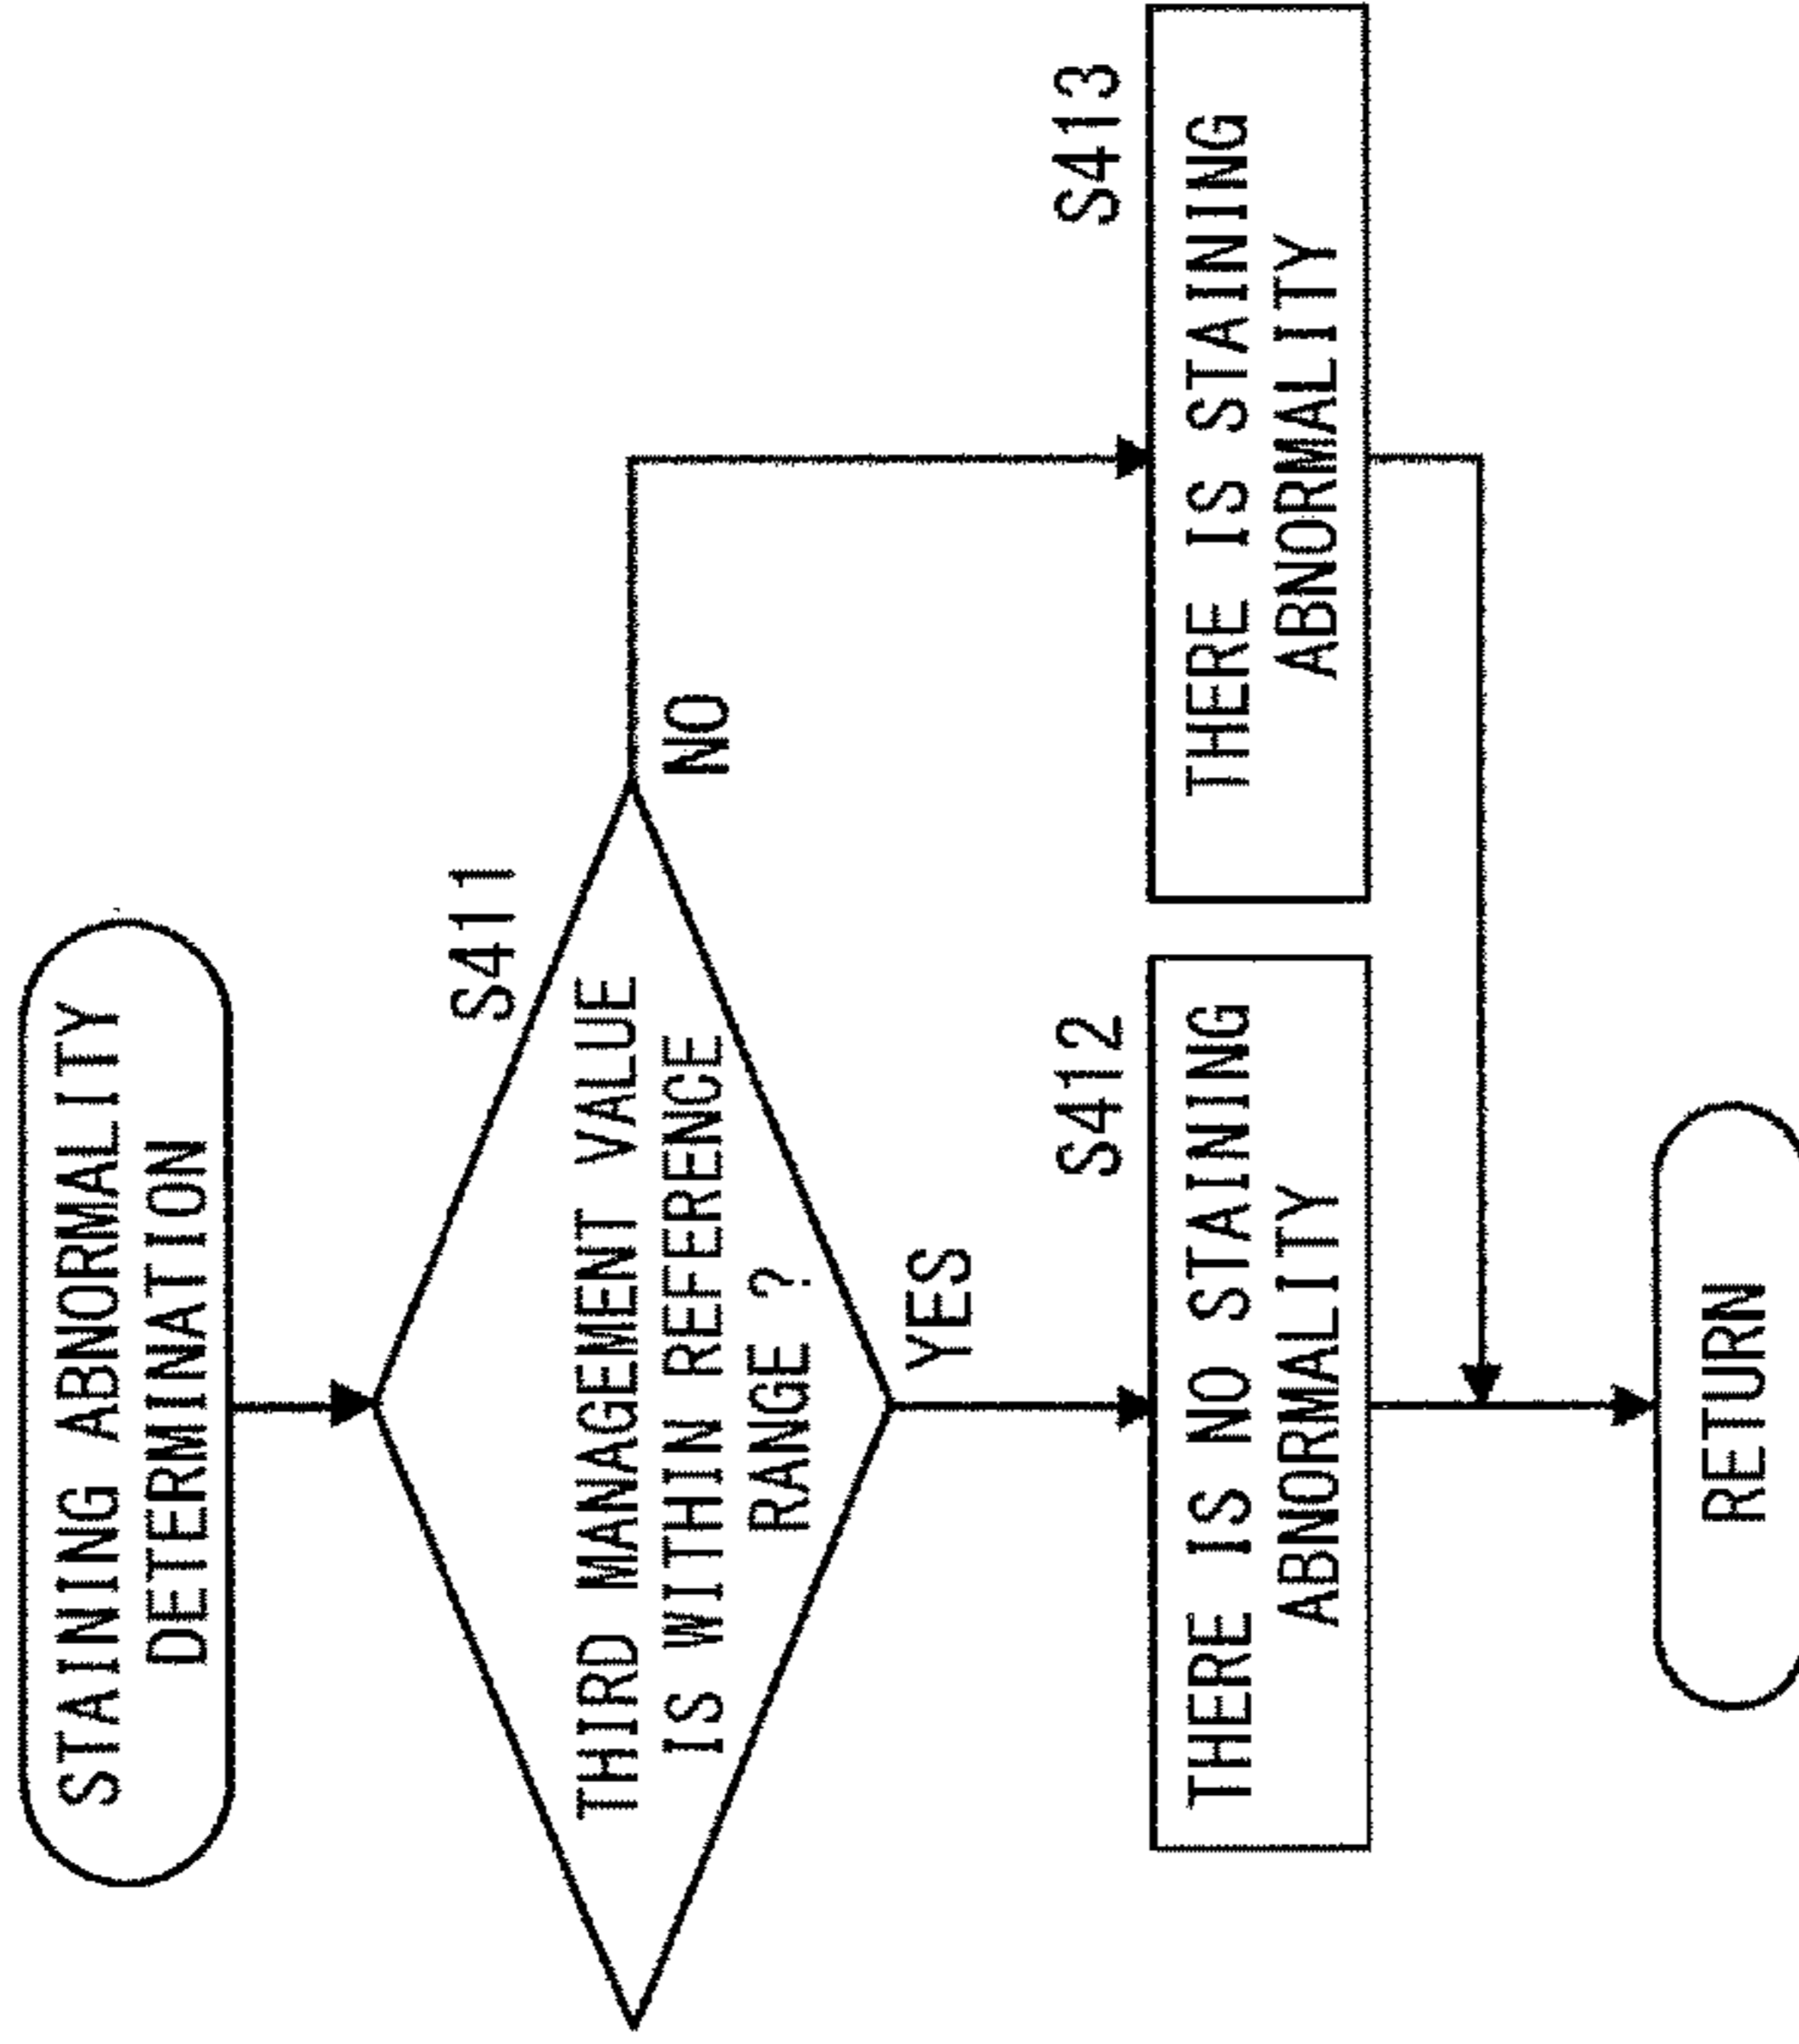 STAINING ABNORMALITY
DETERMINATION
S411
THIRD MANAGEMENT VALUE
IS WITHIN REFERENCE
RANGE ?
NO
YES
S412
THERE IS NO STAINING
ABNORMALITY
S413
THERE IS STAINING
ABNORMALITY
RETURN